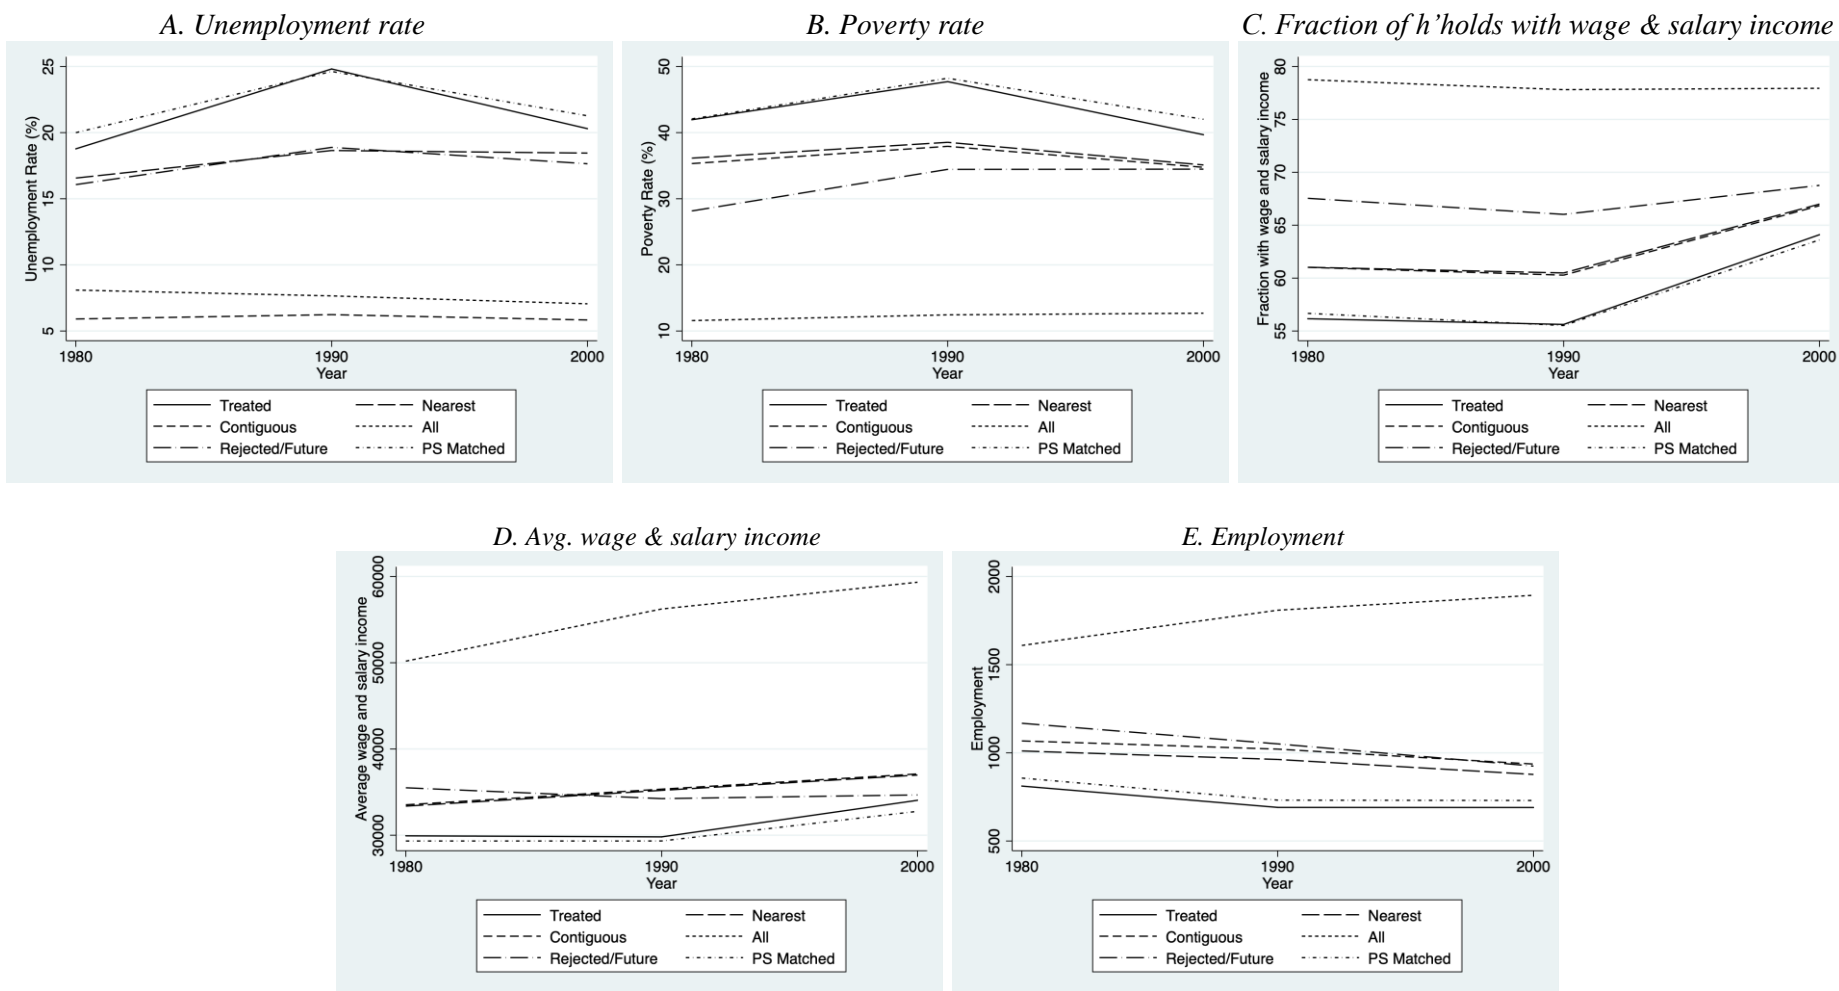 A. Unemployment rate
B. Poverty rate
C. Fraction of h’holds with wage & salary income
Unemployment Rate (%)
25
20
15
10
5
1980 1990 2000
Year
Treated Nearest
Contiguous All
Rejected/Future PS Matched
Poverty Rate (%)
50
40
30
20
10
1980 1990 2000
Year
Treated Nearest
Contiguous All
Rejected/Future PS Matched
Fraction with wage and salary income
80
75
70
65
60
55
1980 1990 2000
Year
Treated Nearest
Contiguous All
Rejected/Future PS Matched
D. Avg. wage & salary income
E. Employment
Average wage and salary income
60000
50000
40000
30000
1980 1990 2000
Year
Treated Nearest
Contiguous All
Rejected/Future PS Matched
Employment
2000
1500
1000
500
1980 1990 2000
Year
Treated Nearest
Contiguous All
Rejected/Future PS Matched